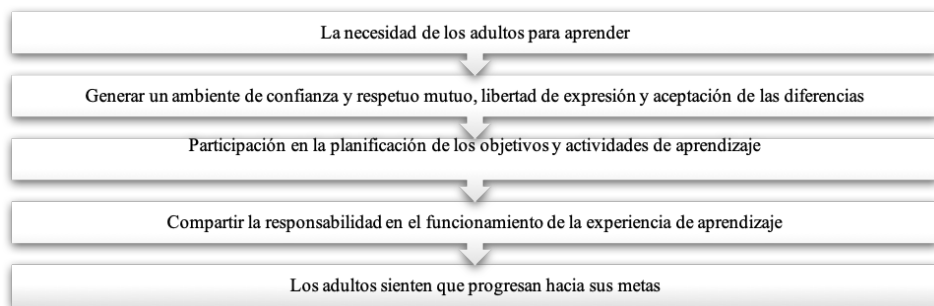 La necesidad de los adultos para aprender
Generar un ambiente de confianza y respetuo mutuo, libertad de expresión y aceptación de las diferencias
Participación en la planificación de los objetivos y actividades de aprendizaje
Compartir la responsabilidad en el funcionamiento de la experiencia de aprendizaje
Los adultos sienten que progresan hacia sus metas